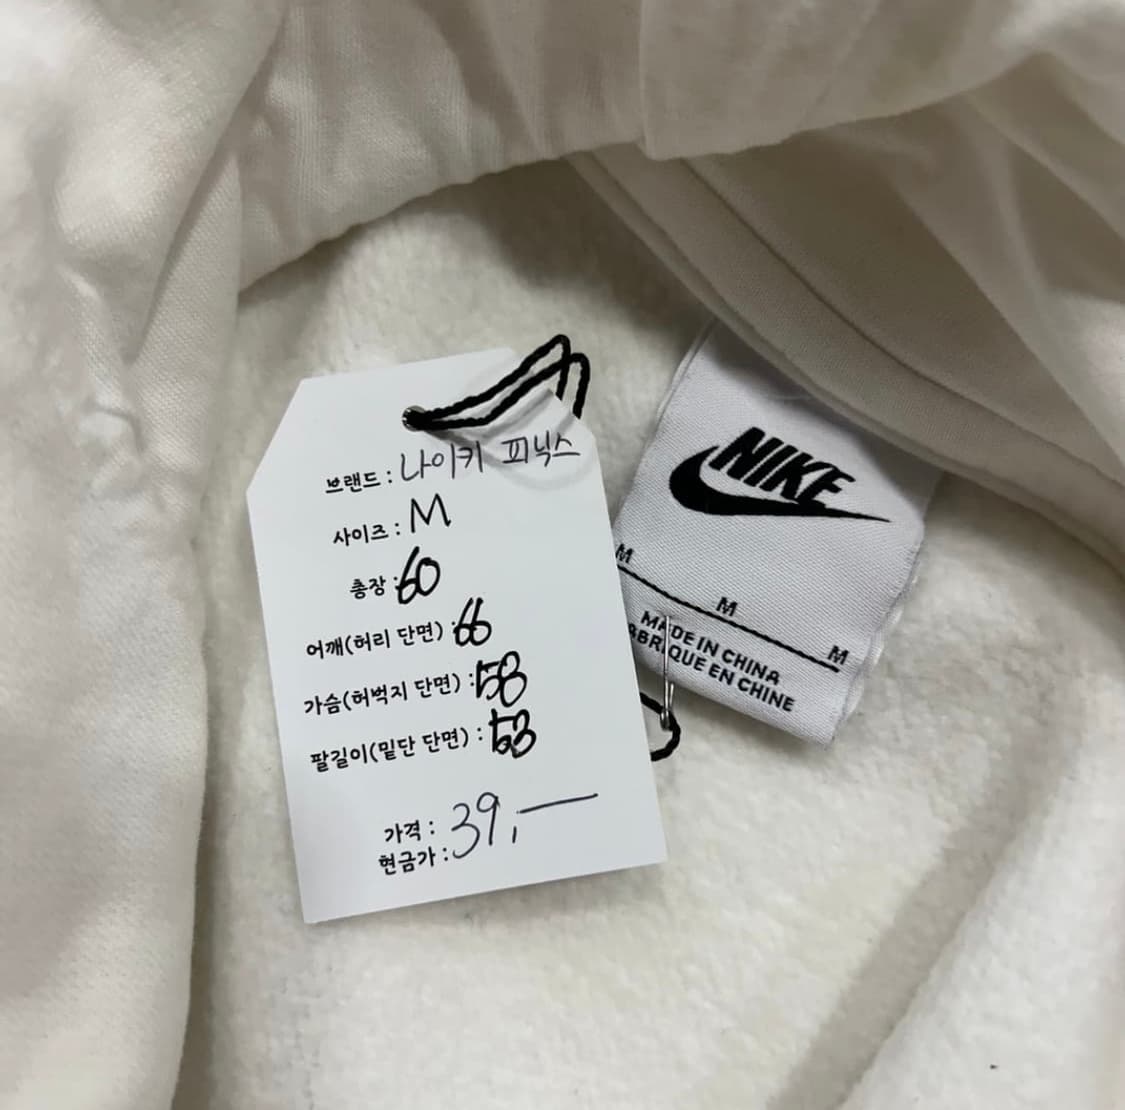 브랜드 : 나이키 피닉스
사이즈 : M
총장 : 60
어깨(허리 단면) : 66
가슴(허벅지 단면) : 58
팔길이(밑단 단면) : 53
가격 : 39,—
현금가 :
NIKE
M M M
MADE IN CHINA
FABRIQUE EN CHINE